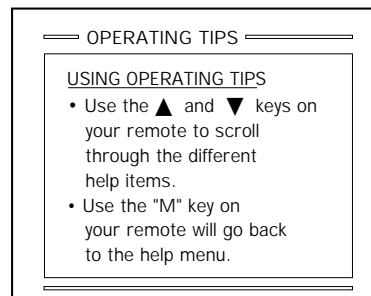 OPERATING TIPS
USING OPERATING TIPS
• Use the ▲ and ▼ keys on
your remote to scroll
through the different
help items.
• Use the "M" key on
your remote will go back
to the help menu.